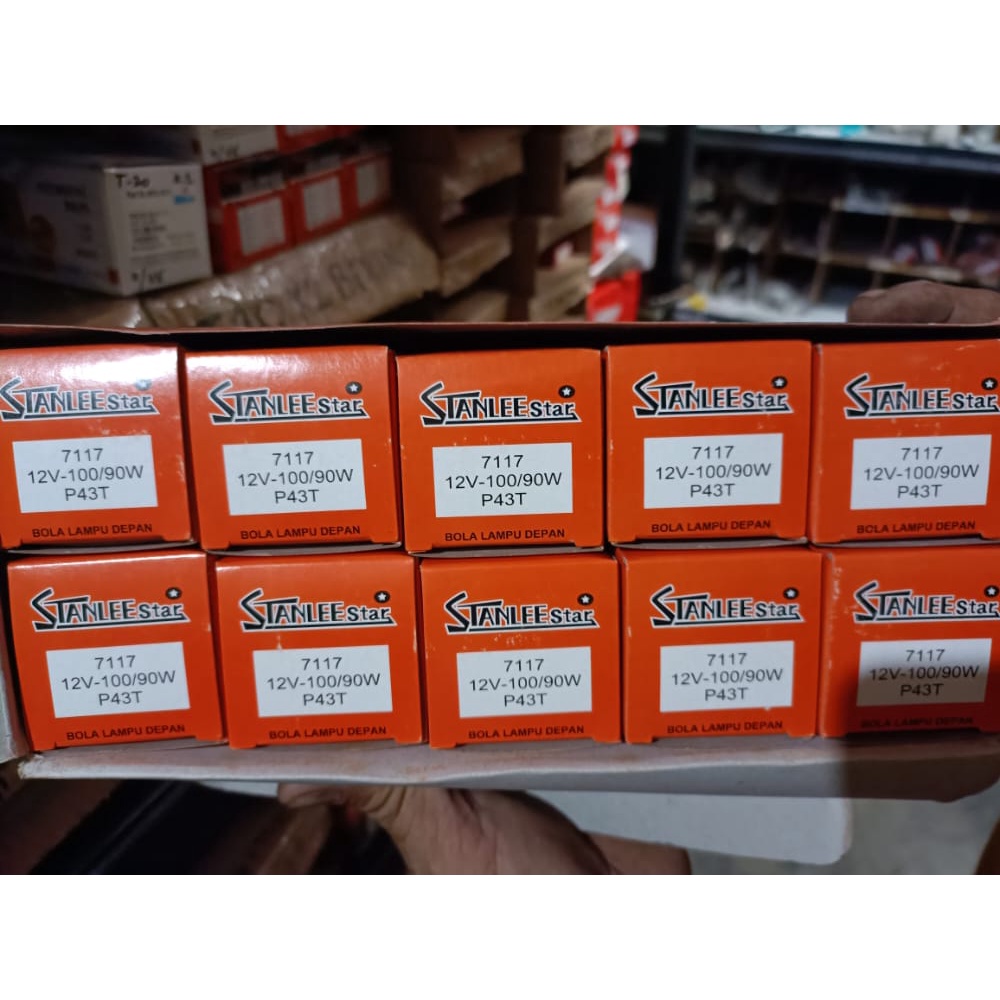 T-20
STANLEE Star
7117
12V-100/90W
P43T
BOLA LAMPU DEPAN
STANLEE Star
7117
12V-100/90W
P43T
BOLA LAMPU DEPAN
STANLEE Star
7117
12V-100/90W
P43T
BOLA LAMPU DEPAN
STANLEE Star
7117
12V-100/90W
P43T
BOLA LAMPU DEPAN
STANLEE Star
7117
12V-100/90W
P43T
BOLA LAMPU DEPAN
STANLEE Star
7117
12V-100/90W
P43T
BOLA LAMPU DEPAN
STANLEE Star
7117
12V-100/90W
P43T
BOLA LAMPU DEPAN
STANLEE Star
7117
12V-100/90W
P43T
BOLA LAMPU DEPAN
STANLEE Star
7117
12V-100/90W
P43T
BOLA LAMPU DEPAN
STANLEE Star
7117
12V-100/90W
P43T
BOLA LAMPU DEPAN